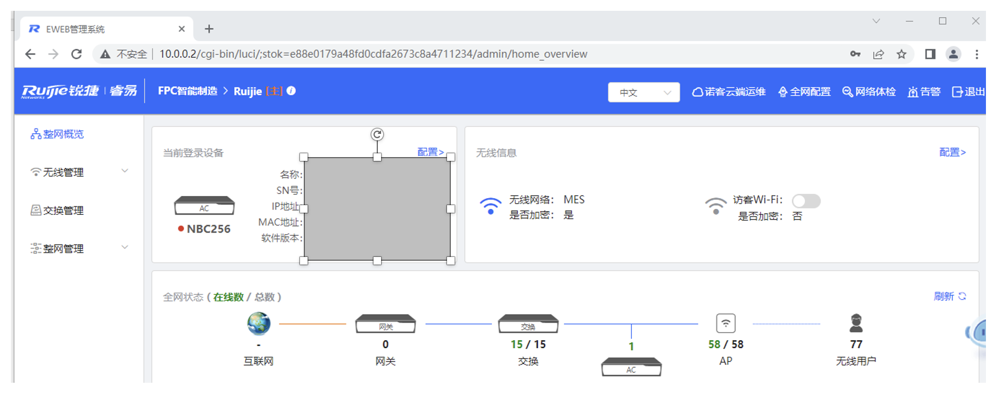 EWEB管理系统
不安全 10.0.0.2/cgi-bin/luci/;stok=e88e0179a48fd0cdfa2673c8a4711234/admin/home_overview
Ruijie锐捷 | 睿易 FPC智能制造 > Ruijie [主] 中文 诺客云端运维 全网配置 网络体检 告警 退出
Networks
整网概览
无线管理
交换管理
整网管理
当前登录设备 配置>
名称:
SN号:
IP地址
MAC地址:
软件版本:
AC
NBC256
无线信息 配置>
无线网络: MES
是否加密: 是
访客Wi-Fi:
是否加密: 否
全网状态 ( 在线数 / 总数 ) 刷新
网关 交换
- 0 15 / 15 1 58 / 58 77
互联网 网关 交换 AP 无线用户
AC